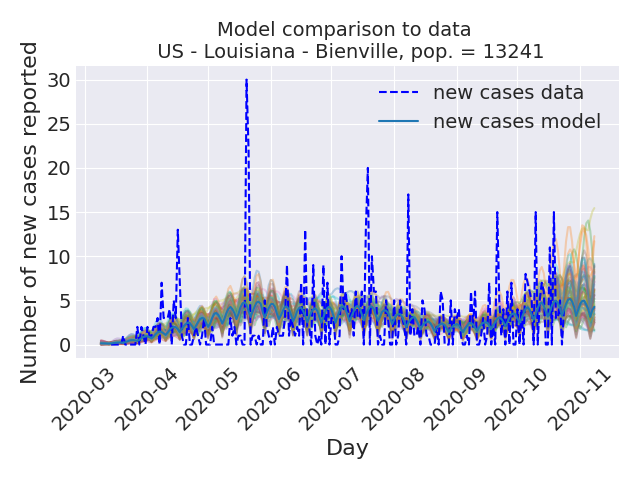 Model comparison to data
US - Louisiana - Bienville, pop. = 13241
Number of new cases reported
30
25
20
15
10
5
0
new cases data
new cases model
2020-03
2020-04
2020-05
2020-06
2020-07
2020-08
2020-09
2020-10
2020-11
Day